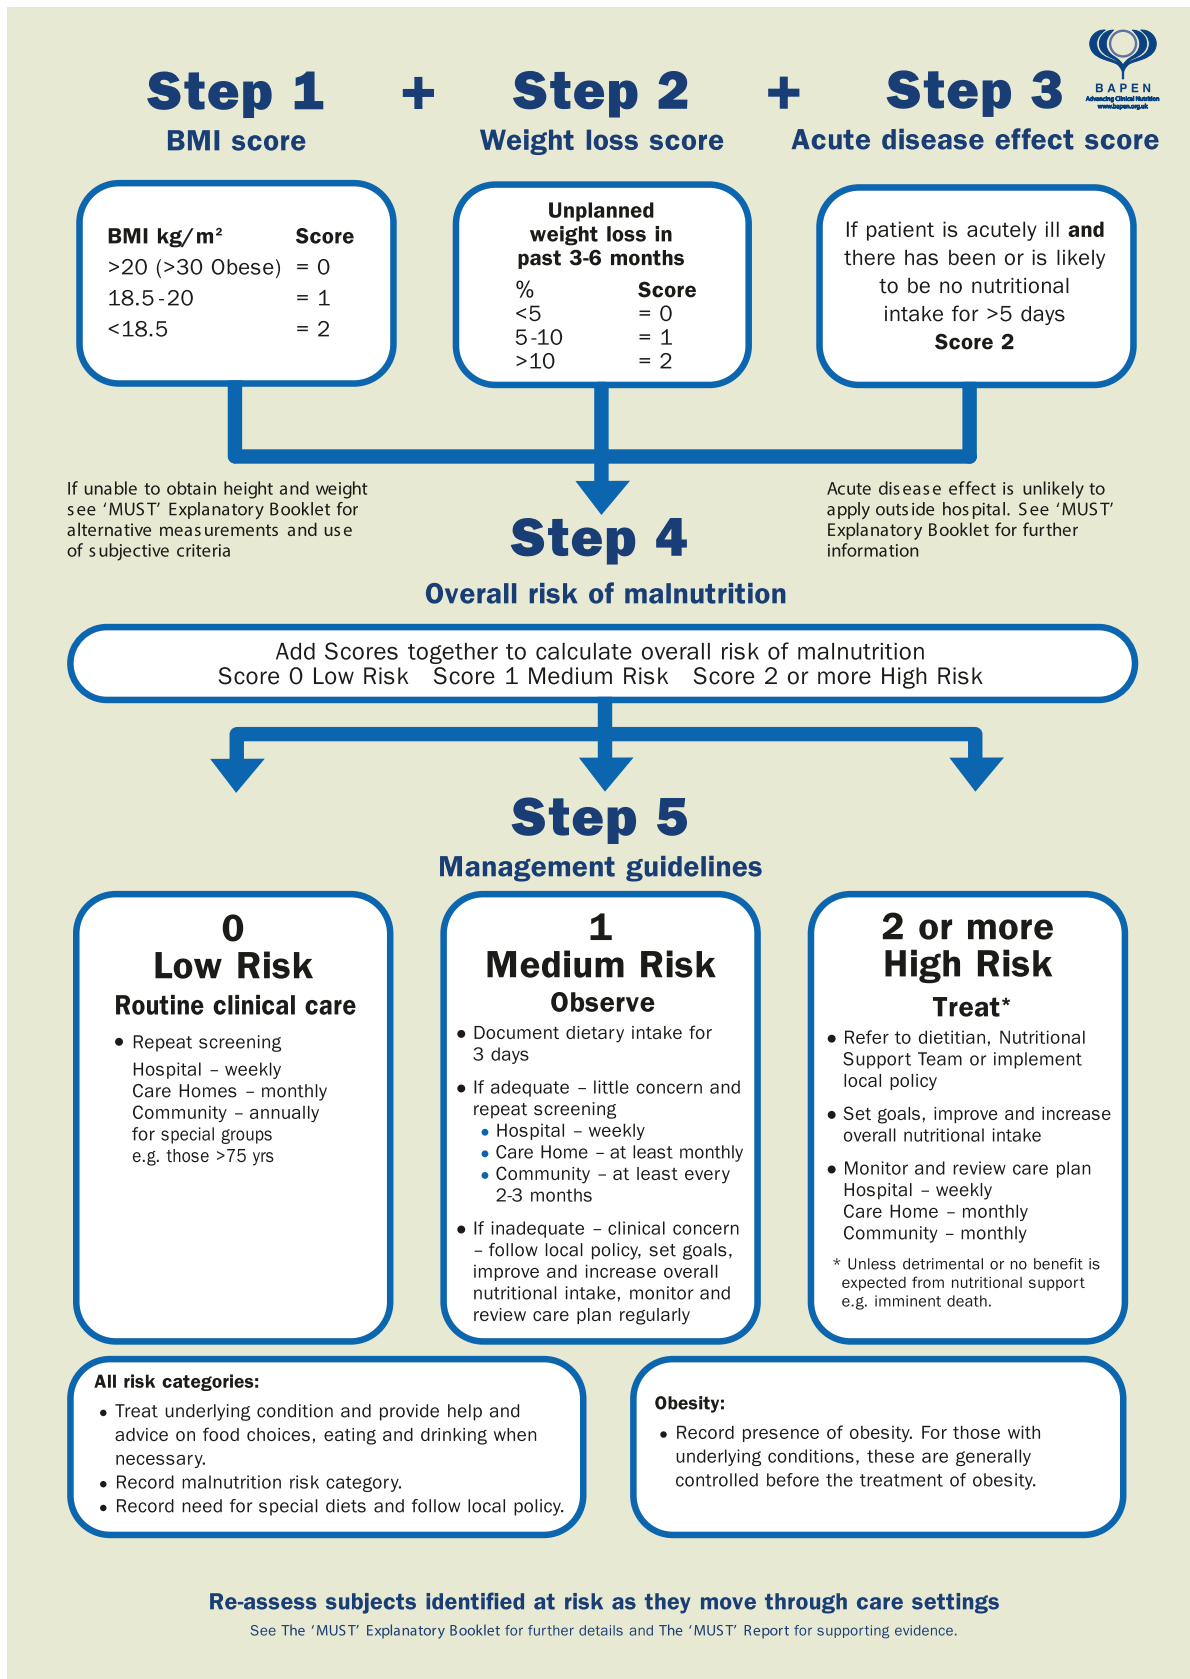 BAPEN
Advancing Clinical Nutrition
www.bapen.org.uk
Step 1 + Step 2 + Step 3
BMI score
Weight loss score
Acute disease effect score
BMI kg/m² Score
>20 (>30 Obese) = 0
18.5-20 = 1
<18.5 = 2
Unplanned
weight loss in
past 3-6 months
% Score
<5 = 0
5-10 = 1
>10 = 2
If patient is acutely ill and
there has been or is likely
to be no nutritional
intake for >5 days
Score 2
If unable to obtain height and weight
see ‘MUST’ Explanatory Booklet for
alternative measurements and use
of subjective criteria
Acute disease effect is unlikely to
apply outside hospital. See ‘MUST’
Explanatory Booklet for further
information
Step 4
Overall risk of malnutrition
Add Scores together to calculate overall risk of malnutrition
Score 0 Low Risk Score 1 Medium Risk Score 2 or more High Risk
Step 5
Management guidelines
0
Low Risk
Routine clinical care
• Repeat screening
Hospital – weekly
Care Homes – monthly
Community – annually
for special groups
e.g. those >75 yrs
1
Medium Risk
Observe
• Document dietary intake for
3 days
• If adequate – little concern and
repeat screening
• Hospital – weekly
• Care Home – at least monthly
• Community – at least every
2-3 months
• If inadequate – clinical concern
– follow local policy, set goals,
improve and increase overall
nutritional intake, monitor and
review care plan regularly
2 or more
High Risk
Treat*
• Refer to dietitian, Nutritional
Support Team or implement
local policy
• Set goals, improve and increase
overall nutritional intake
• Monitor and review care plan
Hospital – weekly
Care Home – monthly
Community – monthly
* Unless detrimental or no benefit is
expected from nutritional support
e.g. imminent death.
All risk categories:
• Treat underlying condition and provide help and
advice on food choices, eating and drinking when
necessary.
• Record malnutrition risk category.
• Record need for special diets and follow local policy.
Obesity:
• Record presence of obesity. For those with
underlying conditions, these are generally
controlled before the treatment of obesity.
Re-assess subjects identified at risk as they move through care settings
See The ‘MUST’ Explanatory Booklet for further details and The ‘MUST’ Report for supporting evidence.